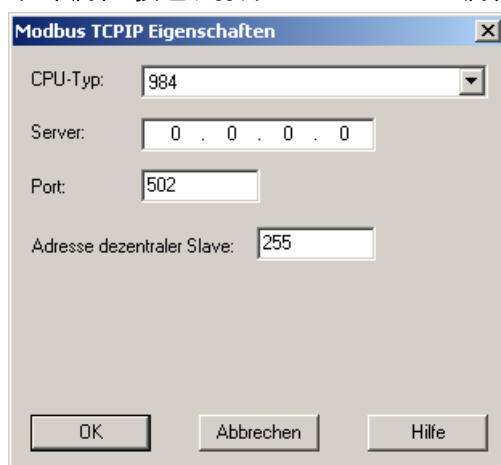 Modbus TCPIP Eigenschaften
CPU-Typ: 984
Server: 0 . 0 . 0 . 0
Port: 502
Adresse dezentraler Slave: 255
OK Abbrechen Hilfe